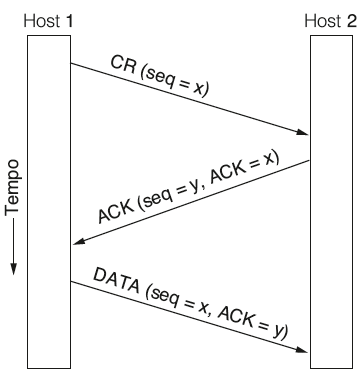 Host 1
Host 2
CR (seq = x)
ACK (seq = y, ACK = x)
Tempo
DATA (seq = x, ACK = y)